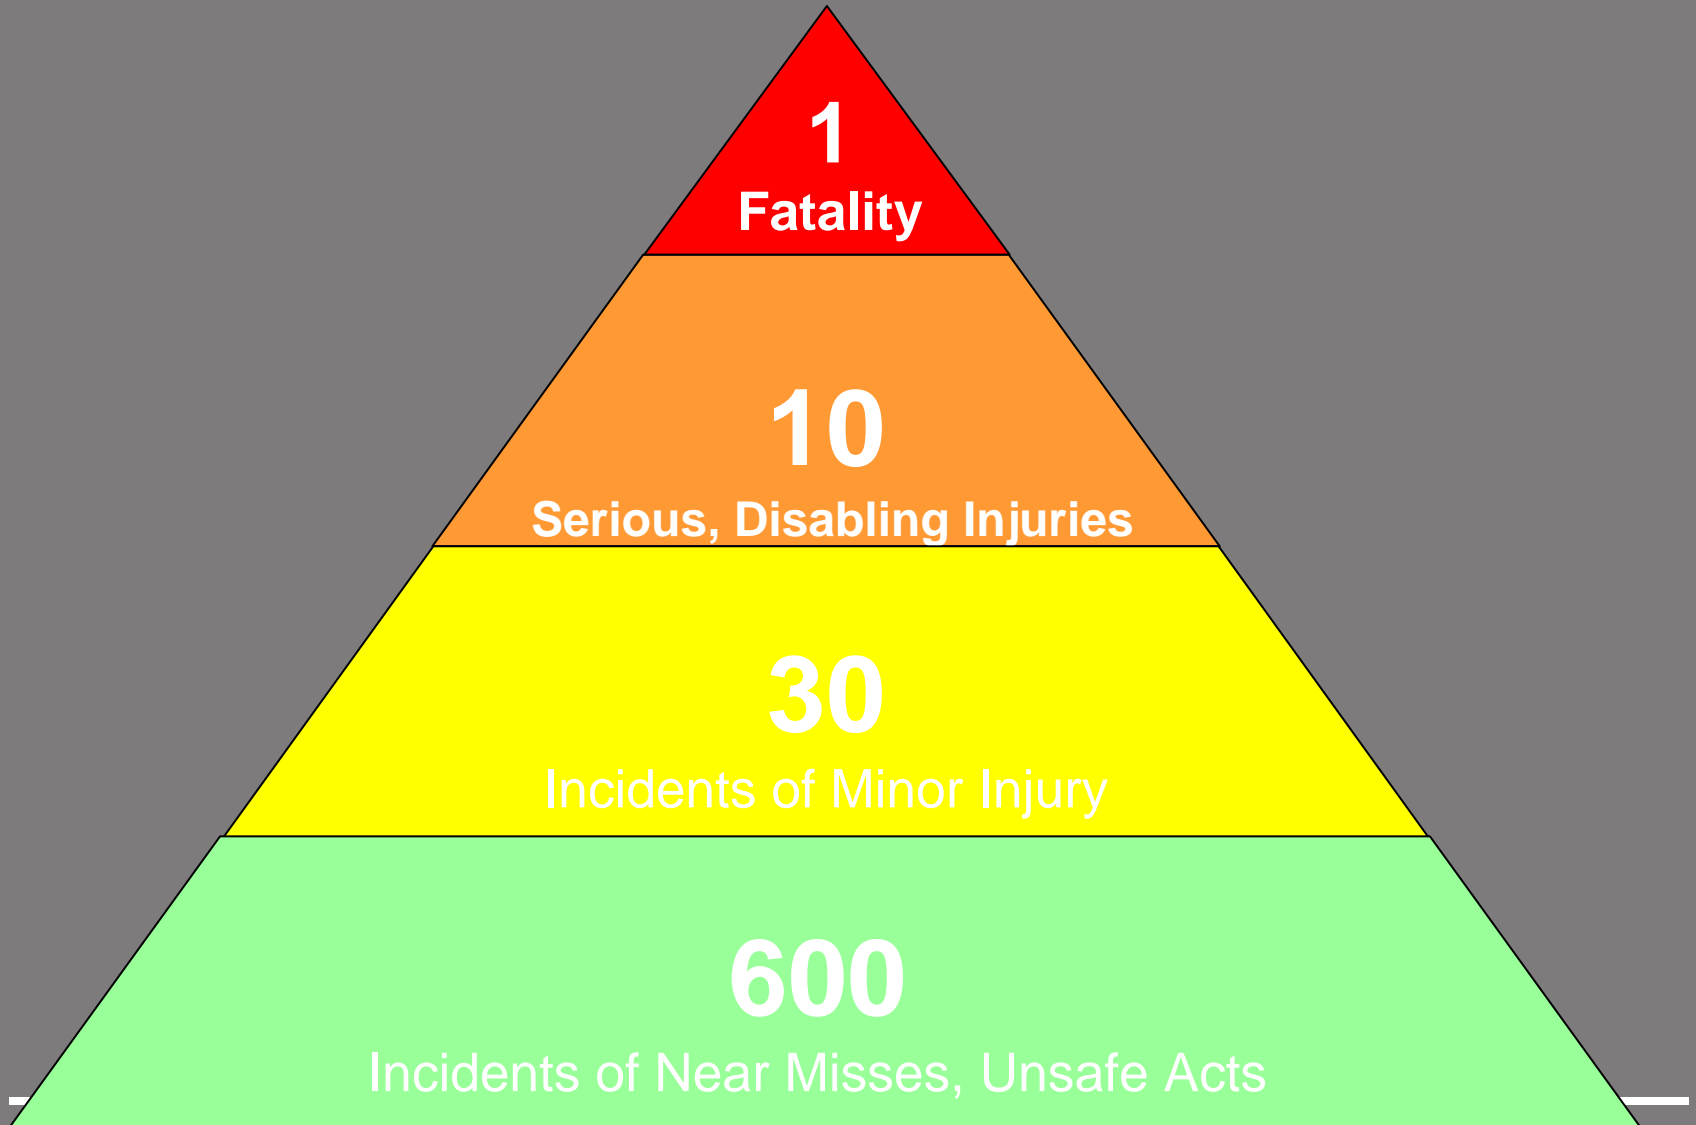 1
Fatality
10
Serious, Disabling Injuries
30
Incidents of Minor Injury
600
Incidents of Near Misses, Unsafe Acts